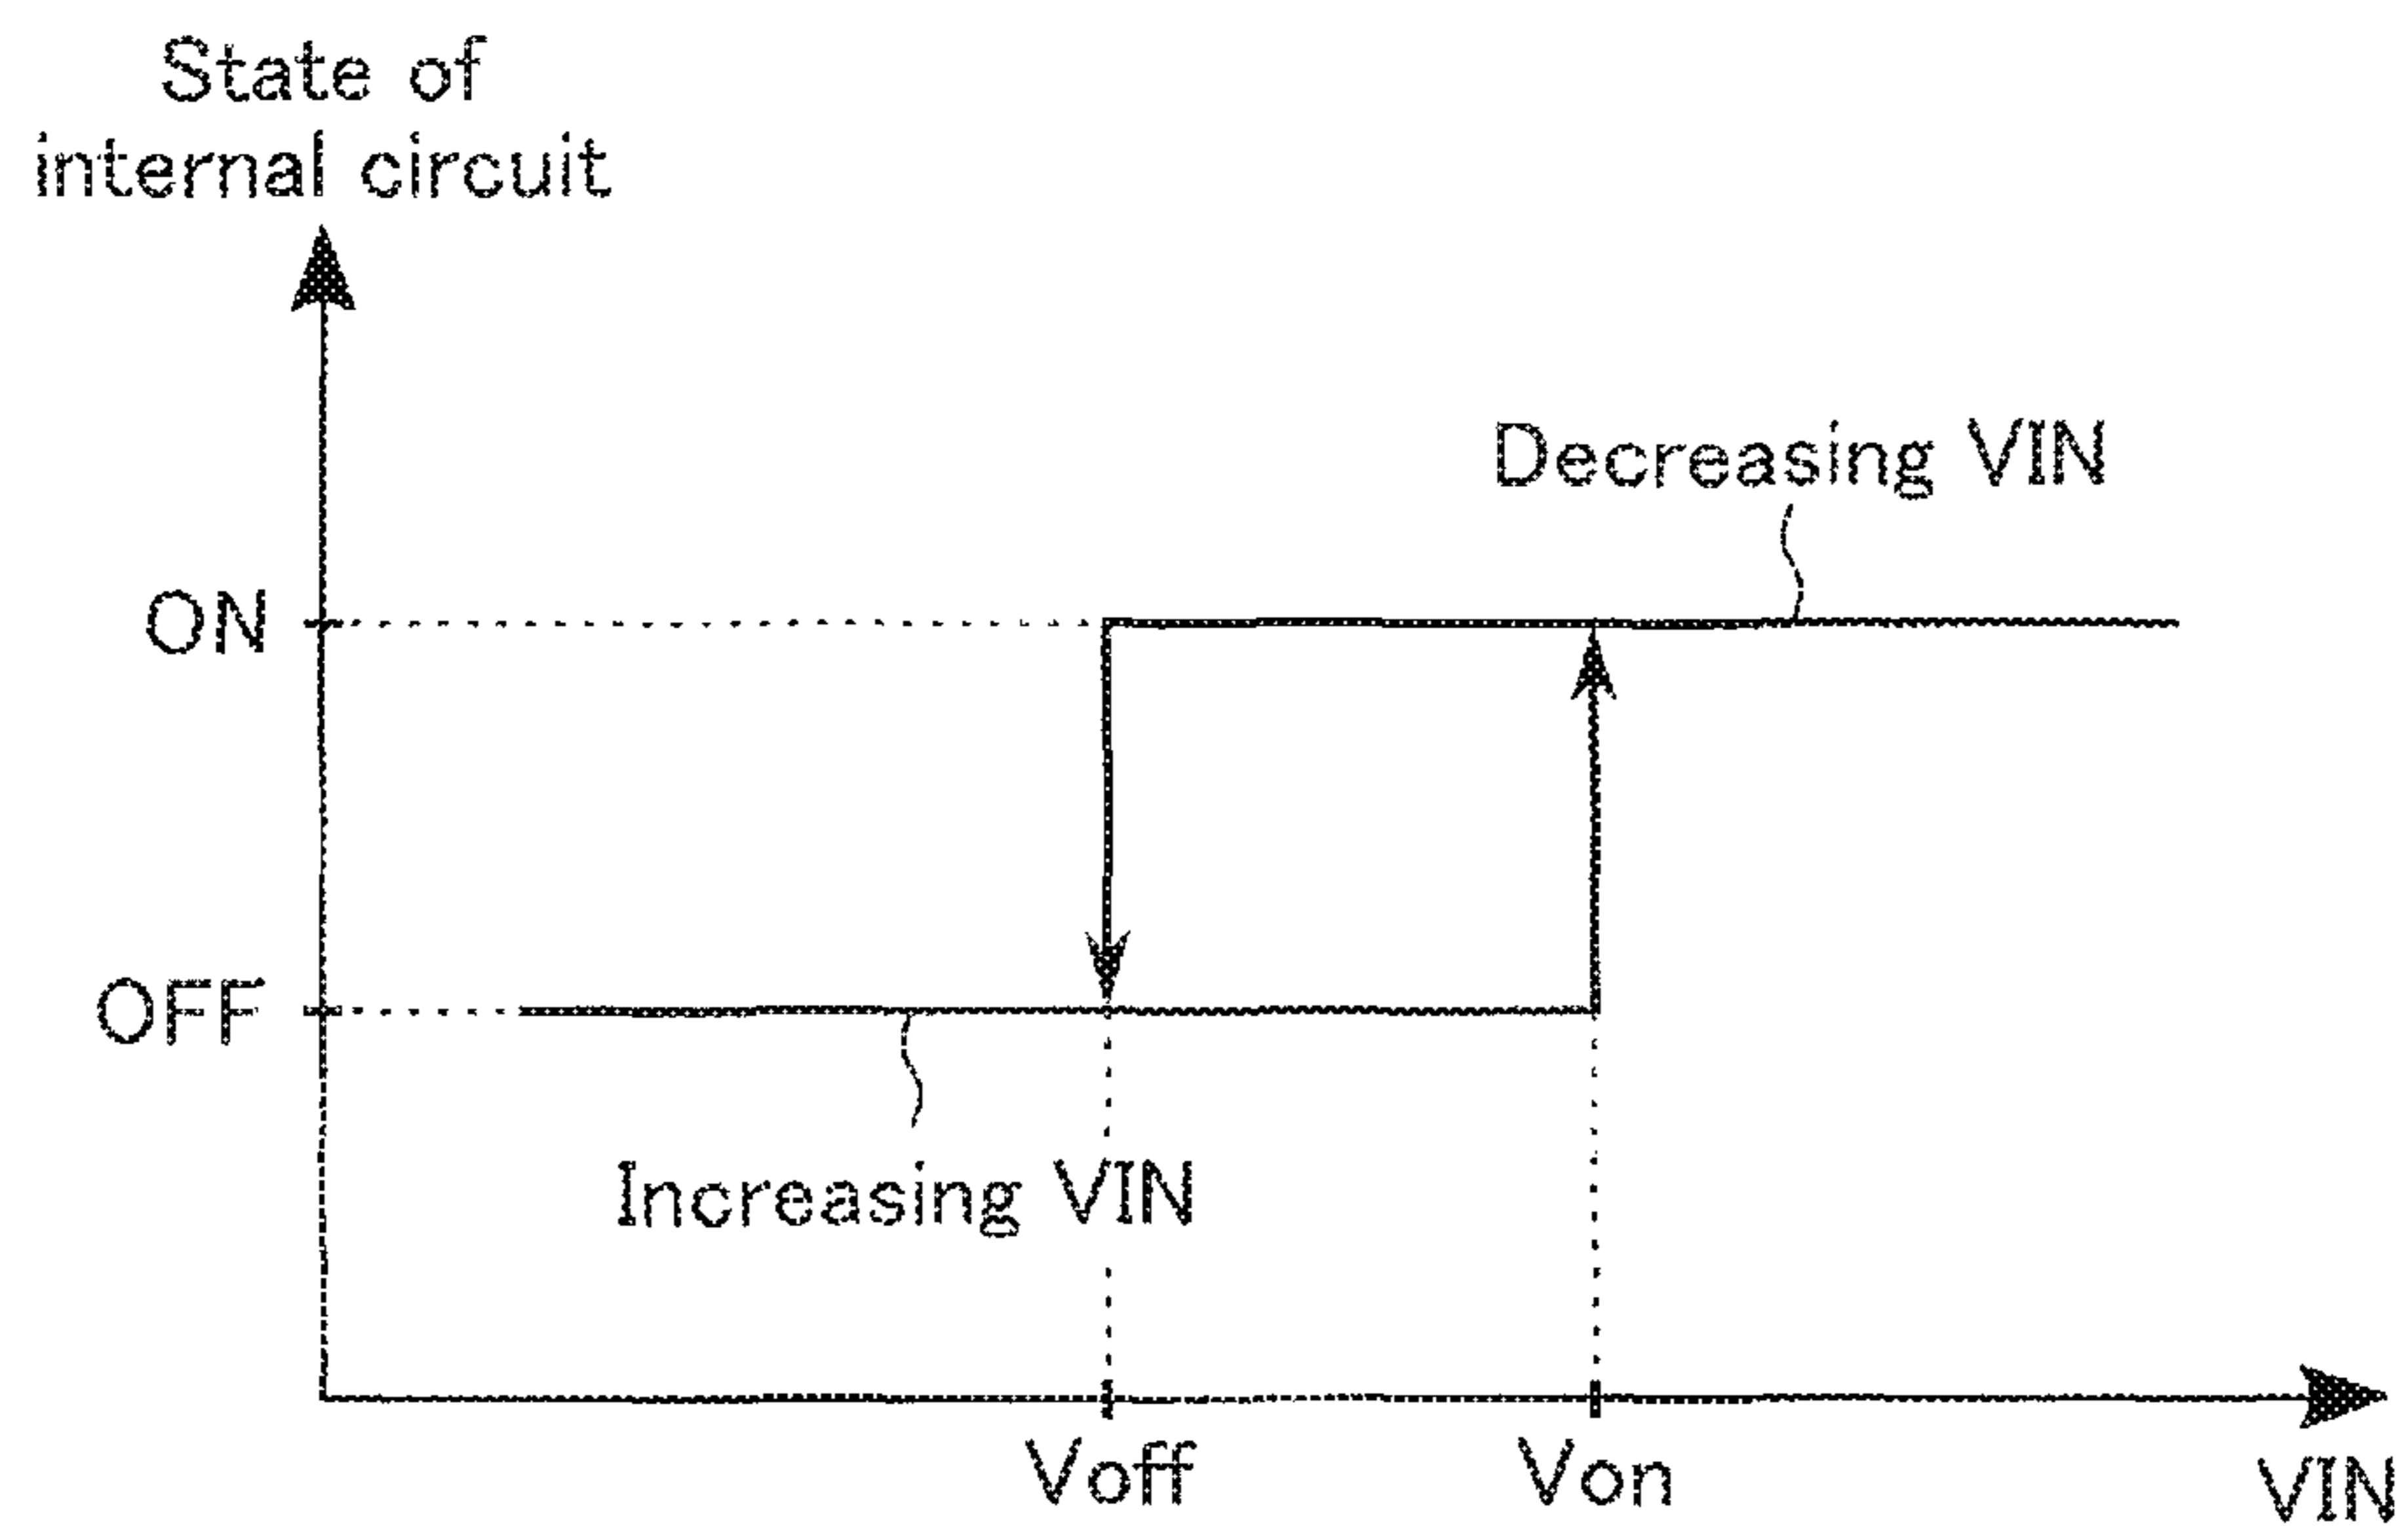 State of
internal circuit
Decreasing VIN
ON
OFF
Increasing VIN
Voff
Von
VIN